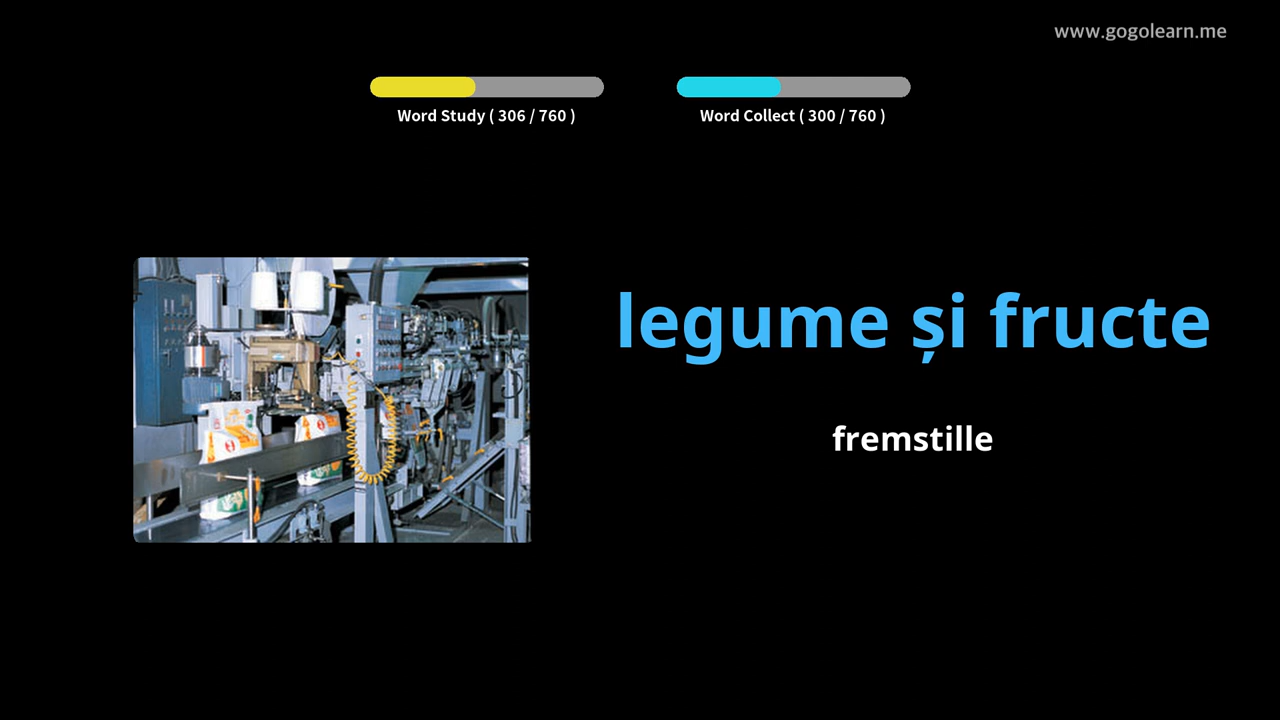 www.gogolearn.me
Word Study ( 306 / 760 )
Word Collect ( 300 / 760 )
legume și fructe
fremstille